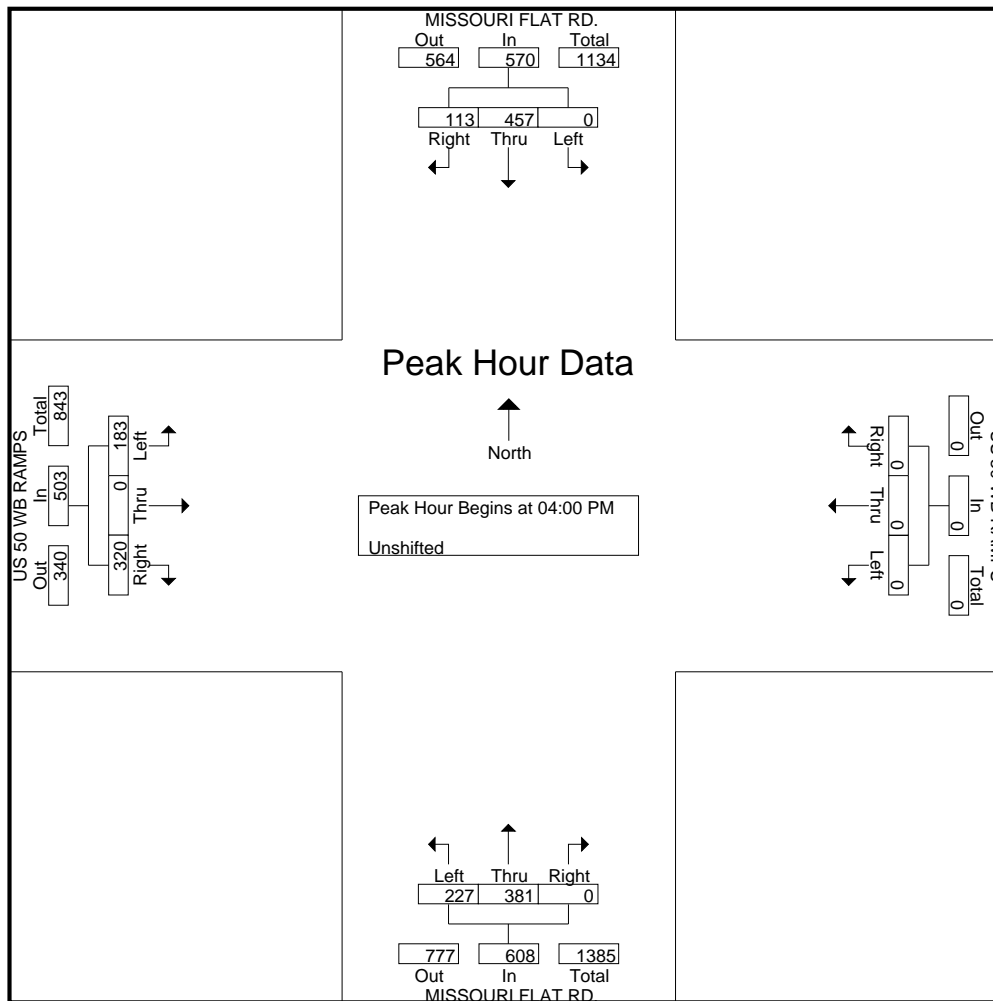 MISSOURI FLAT RD.
Out In Total
564 570 1134
113 457 0
Right Thru Left
Peak Hour Data
North
Peak Hour Begins at 04:00 PM
Unshifted
US 50 WB RAMPS
Total In Out
843 503 340
183 0 320
Left Thru Right
Out In Total
0 0 0
Right Thru Left
0 0 0
Left Thru Right
227 381 0
777 608 1385
Out In Total
MISSOURI FLAT RD.